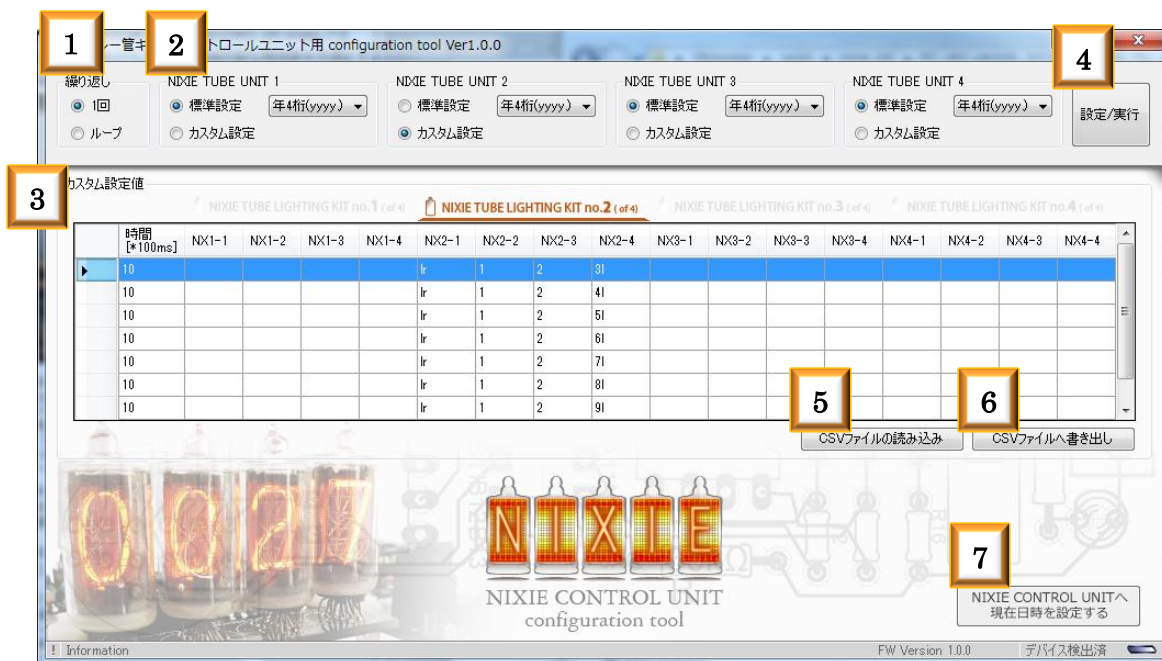 1
2
レー管キ
トロールユニット用 configuration tool Ver1.0.0
4
繰り返し
1回
ループ
NIXIE TUBE UNIT 1
標準設定
年4桁(yyyy)
カスタム設定
NIXIE TUBE UNIT 2
標準設定
年4桁(yyyy)
カスタム設定
NIXIE TUBE UNIT 3
標準設定
年4桁(yyyy)
カスタム設定
NIXIE TUBE UNIT 4
標準設定
年4桁(yyyy)
カスタム設定
設定/実行
3
カスタム設定値
NIXIE TUBE LIGHTING KIT no.1 (of 4)
NIXIE TUBE LIGHTING KIT no.2 (of 4)
NIXIE TUBE LIGHTING KIT no.3 (of 4)
NIXIE TUBE LIGHTING KIT no.4 (of 4)
時間
[*100ms] NX1-1 NX1-2 NX1-3 NX1-4 NX2-1 NX2-2 NX2-3 NX2-4 NX3-1 NX3-2 NX3-3 NX3-4 NX4-1 NX4-2 NX4-3 NX4-4
10 lr 1 2 3l
10 lr 1 2 4l
10 lr 1 2 5l
10 lr 1 2 6l
10 lr 1 2 7l
10 lr 1 2 8l
10 lr 1 2 9l
5
6
CSVファイルの読み込み
CSVファイルへ書き出し
0027
NIXIE
NIXIE CONTROL UNIT
configuration tool
7
NIXIE CONTROL UNITへ
現在日時を設定する
! Information
FW Version 1.0.0
デバイス検出済